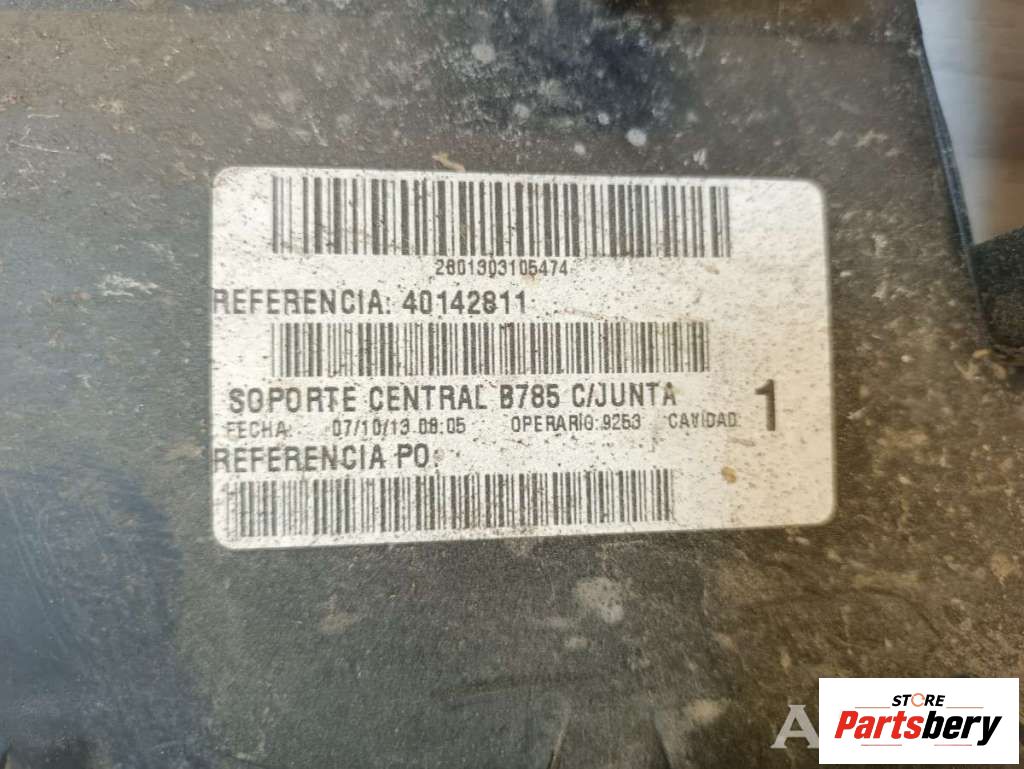 2801303105474
REFERENCIA: 40142811
SOPORTE CENTRAL B785 C/JUNTA
FECHA: 07/10/13 08:05 OPERARIO: 9253 CAVIDAD: 1
REFERENCIA PO:
A
STORE
Partsbery